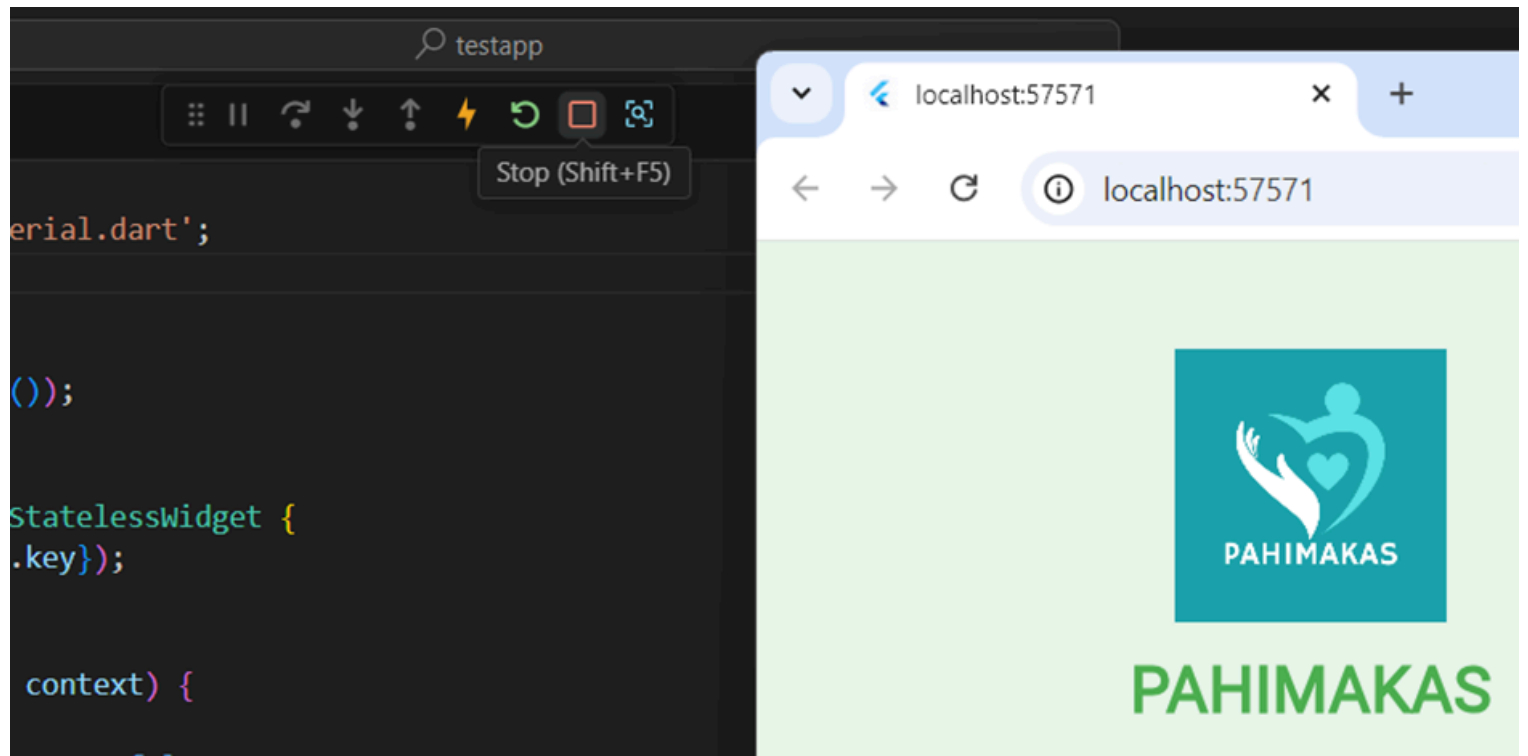 testapp
Stop (Shift+F5)
erial.dart';
());
StatelessWidget {
.key});
context) {
localhost:57571
localhost:57571
PAHIMAKAS
PAHIMAKAS